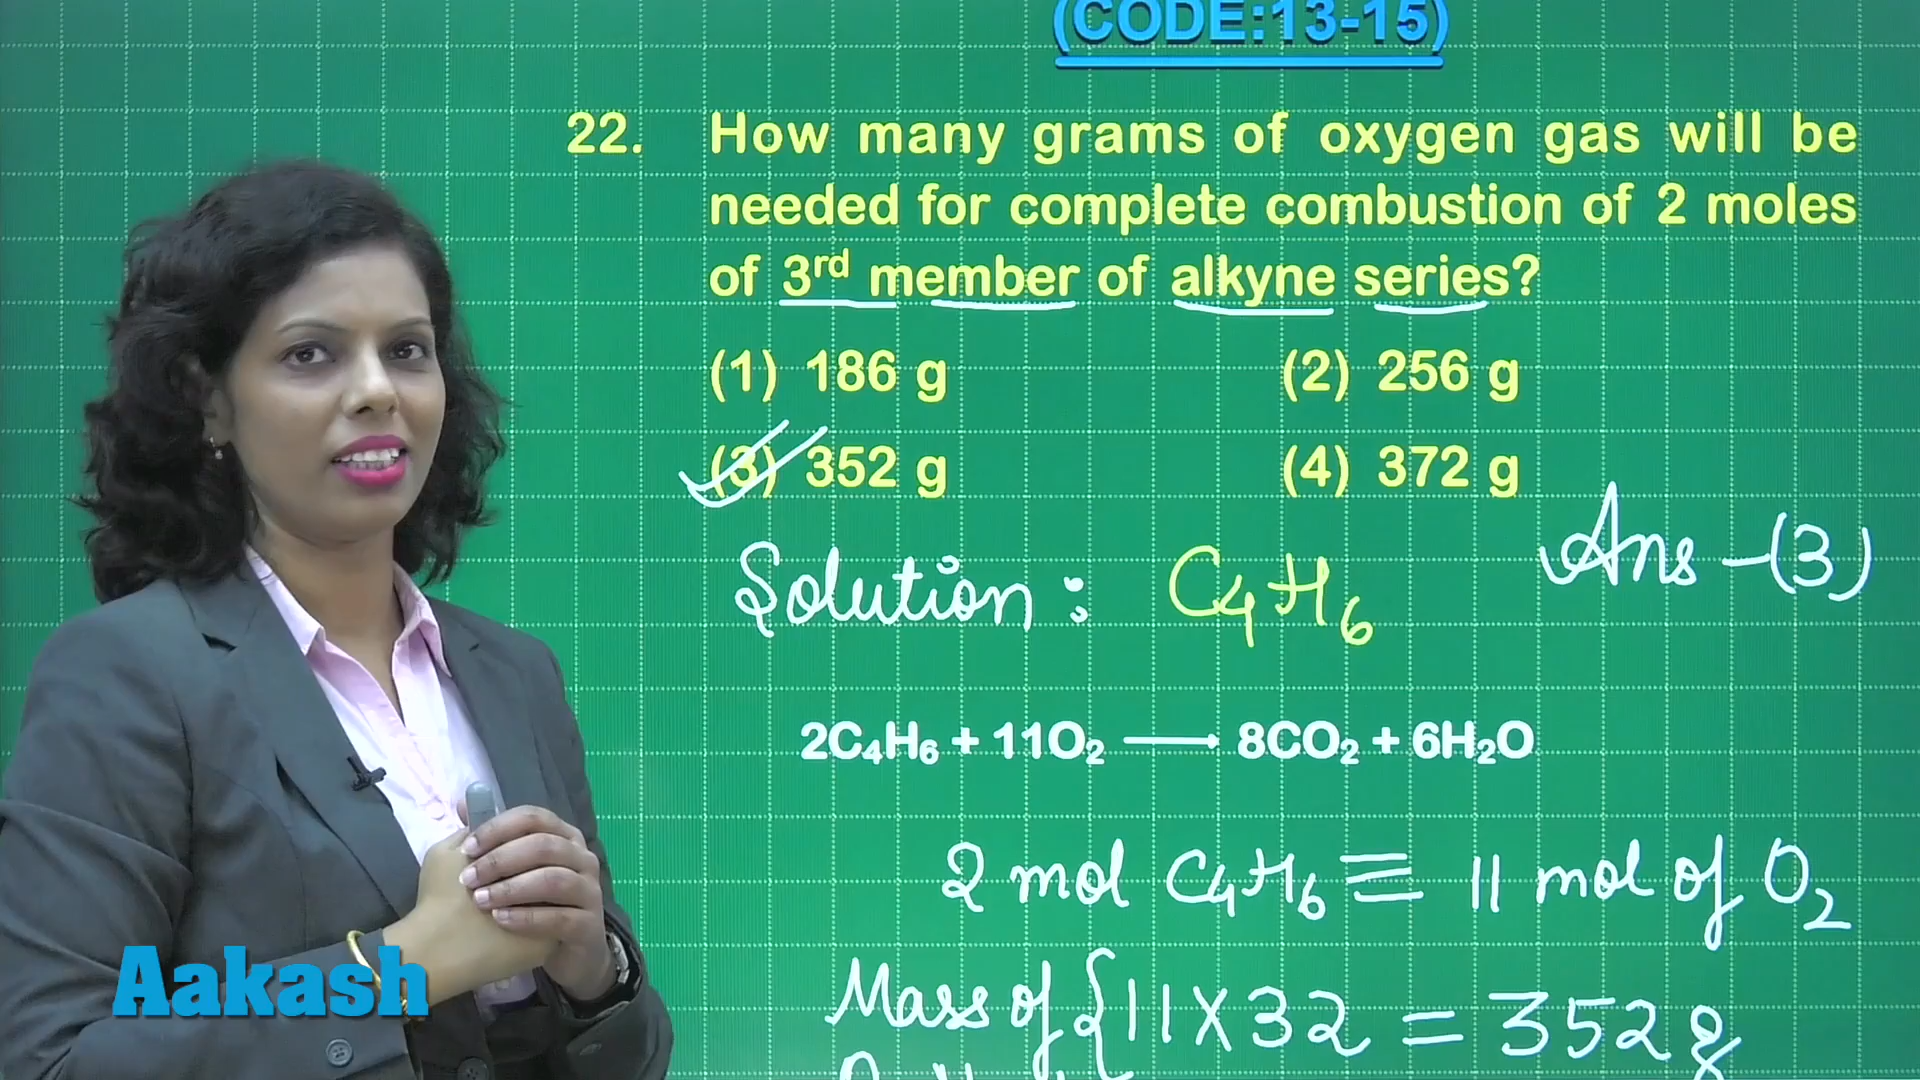 (CODE:13-15)
22. How many grams of oxygen gas will be
needed for complete combustion of 2 moles
of 3rd member of alkyne series?
(1) 186 g (2) 256 g
(3) 352 g (4) 372 g
Ans-(3)
Solution: C4H6
2C4H6 + 11O2 ⟶ 8CO2 + 6H2O
2 mol C4H6 ≡ 11 mol of O2
Mass of { 11 X 32 = 352 g
Aakash